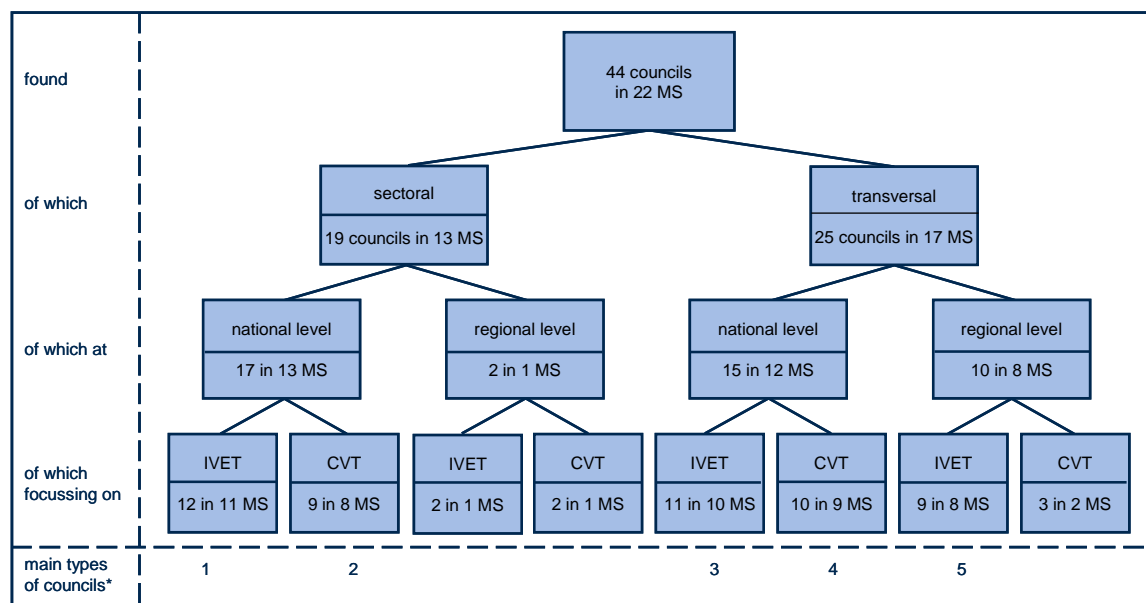 found
44 councils
in 22 MS
of which
sectoral
19 councils in 13 MS
transversal
25 councils in 17 MS
of which at
national level
17 in 13 MS
regional level
2 in 1 MS
national level
15 in 12 MS
regional level
10 in 8 MS
of which
focussing on
IVET
12 in 11 MS
CVT
9 in 8 MS
IVET
2 in 1 MS
CVT
2 in 1 MS
IVET
11 in 10 MS
CVT
10 in 9 MS
IVET
9 in 8 MS
CVT
3 in 2 MS
main types
of councils*
1
2
3
4
5